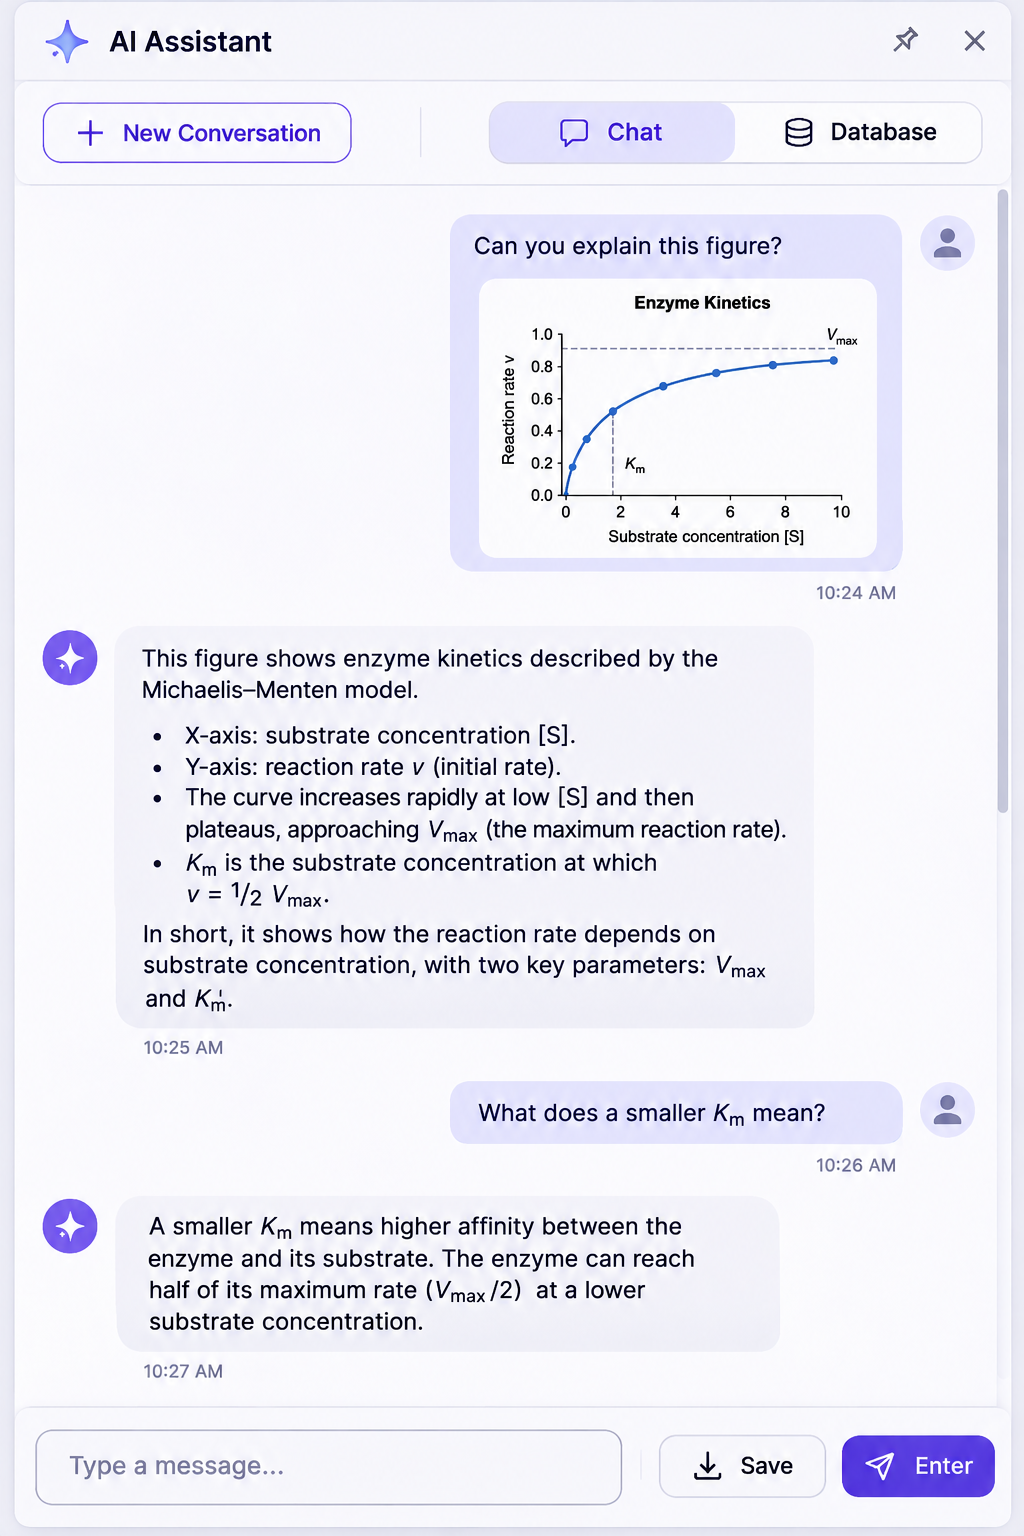 AI Assistant
New Conversation
Chat
Database
Can you explain this figure?
Enzyme Kinetics
Vmax
1.0
0.8
0.6
0.4
0.2
0.0
Reaction rate v
Km
0 2 4 6 8 10
Substrate concentration [S]
10:24 AM
This figure shows enzyme kinetics described by the
Michaelis–Menten model.
• X-axis: substrate concentration [S].
• Y-axis: reaction rate v (initial rate).
• The curve increases rapidly at low [S] and then
plateaus, approaching Vmax (the maximum reaction rate).
• Km is the substrate concentration at which
v = 1/2 Vmax.
In short, it shows how the reaction rate depends on
substrate concentration, with two key parameters: Vmax
and Km'.
10:25 AM
What does a smaller Km mean?
10:26 AM
A smaller Km means higher affinity between the
enzyme and its substrate. The enzyme can reach
half of its maximum rate (Vmax/2) at a lower
substrate concentration.
10:27 AM
Type a message...
Save
Enter